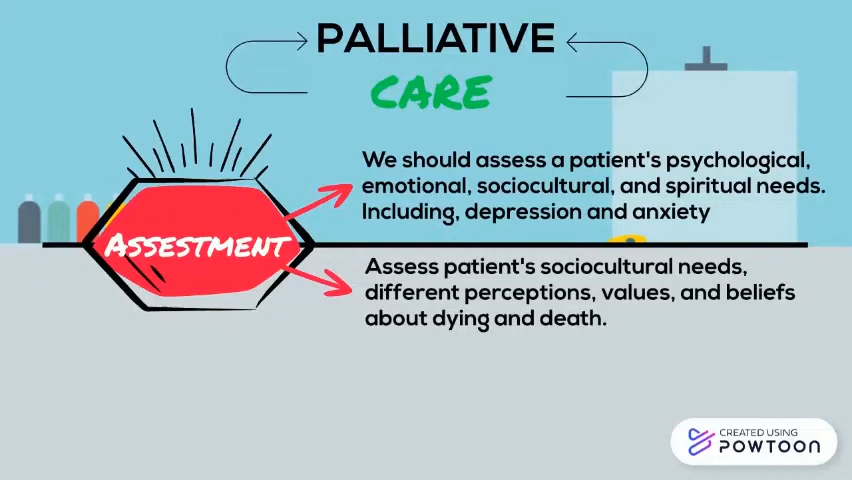 PALLIATIVE
CARE
We should assess a patient's psychological,
emotional, sociocultural, and spiritual needs.
Including, depression and anxiety
ASSESTMENT
Assess patient's sociocultural needs,
different perceptions, values, and beliefs
about dying and death.
CREATED USING
POWTOON